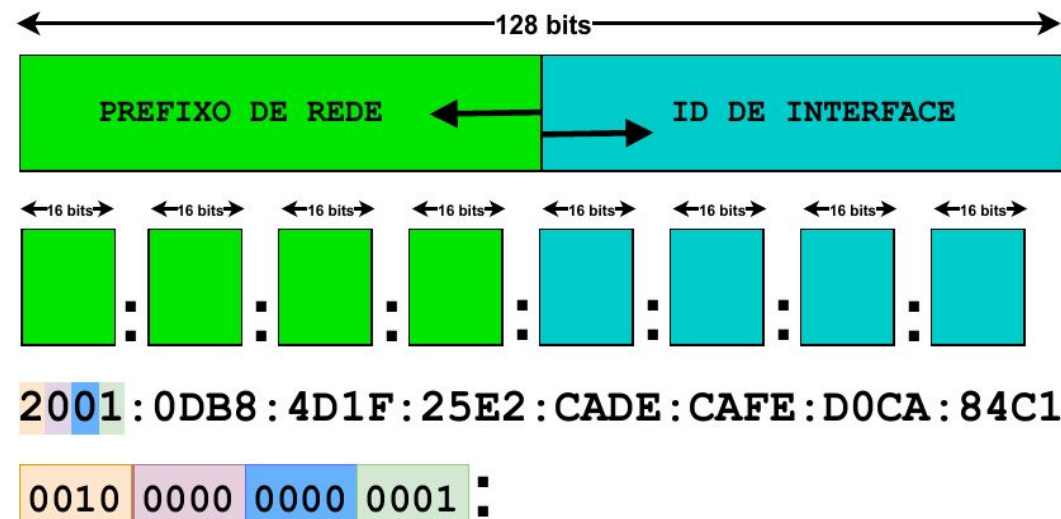 128 bits
PREFIXO DE REDE ID DE INTERFACE
16 bits 16 bits 16 bits 16 bits 16 bits 16 bits 16 bits 16 bits
: : : : : : :
2001:0DB8:4D1F:25E2:CADE:CAFE:D0CA:84C1
0010 0000 0000 0001 :